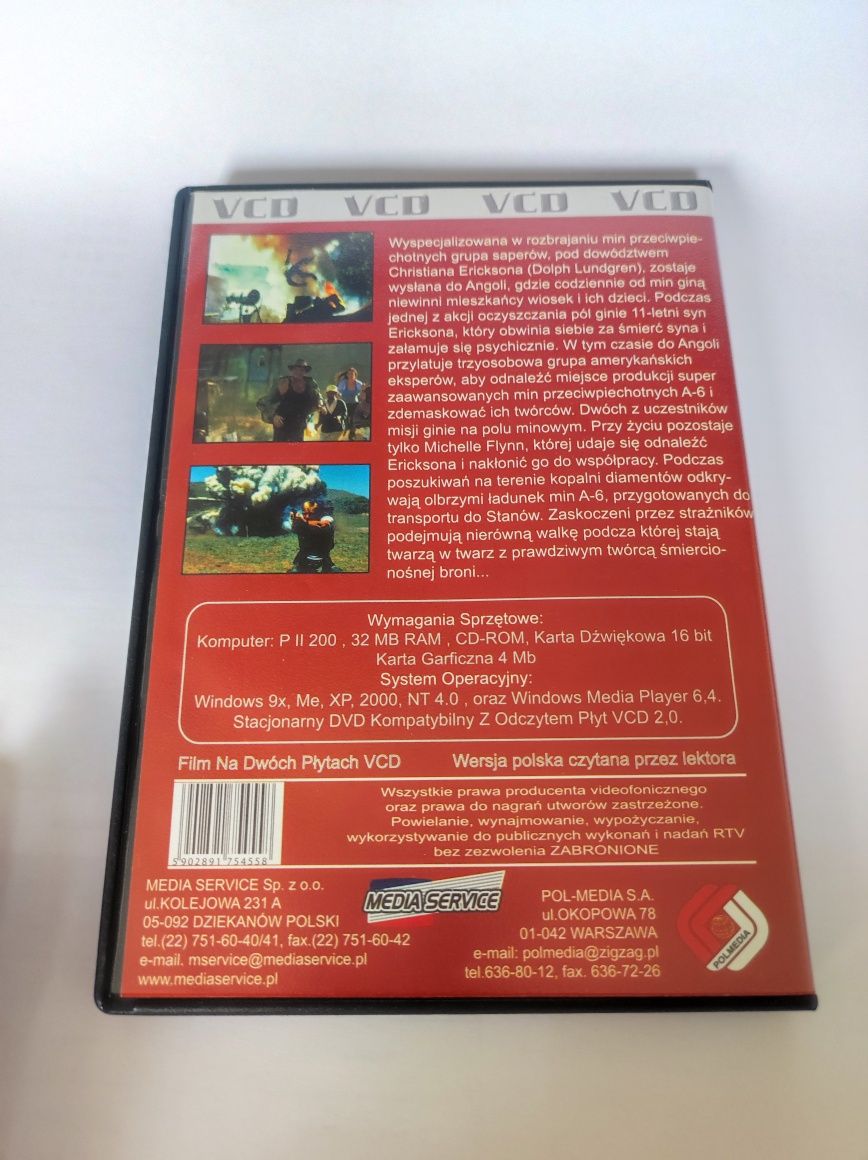 VCD VCD VCD VCD
Wyspecjalizowana w rozbrajaniu min przeciwpie-
chotnych grupa saperów, pod dowództwem
Christiana Ericksona (Dolph Lundgren), zostaje
wysłana do Angoli, gdzie codziennie od min giną
niewinni mieszkańcy wiosek i ich dzieci. Podczas
jednej z akcji oczyszczania pól ginie 11-letni syn
Ericksona, który obwinia siebie za śmierć syna i
załamuje się psychicznie. W tym czasie do Angoli
przylatuje trzyosobowa grupa amerykańskich
eksperów, aby odnaleźć miejsce produkcji super
zaawansowanych min przeciwpiechotnych A-6 i
zdemaskować ich twórców. Dwóch z uczestników
misji ginie na polu minowym. Przy życiu pozostaje
tylko Michelle Flynn, której udaje się odnaleźć
Ericksona i nakłonić go do współpracy. Podczas
poszukiwań na terenie kopalni diamentów odkry-
wają olbrzymi ładunek min A-6, przygotowanych do
transportu do Stanów. Zaskoczeni przez strażników
podejmują nierówną walkę podcza której stają
twarzą w twarz z prawdziwym twórcą śmiercio-
nośnej broni...
Wymagania Sprzętowe:
Komputer: P II 200 , 32 MB RAM , CD-ROM, Karta Dźwiękowa 16 bit
Karta Garficzna 4 Mb
System Operacyjny:
Windows 9x, Me, XP, 2000, NT 4.0 , oraz Windows Media Player 6,4.
Stacjonarny DVD Kompatybilny Z Odczytem Płyt VCD 2,0.
Film Na Dwóch Płytach VCD Wersja polska czytana przez lektora
Wszystkie prawa producenta videofonicznego
oraz prawa do nagrań utworów zastrzeżone.
Powielanie, wynajmowanie, wypożyczanie,
wykorzystywanie do publicznych wykonań i nadań RTV
bez zezwolenia ZABRONIONE
5902891 754558
MEDIA SERVICE Sp. z o.o.
ul.KOLEJOWA 231 A
05-092 DZIEKANÓW POLSKI
tel.(22) 751-60-40/41, fax.(22) 751-60-42
e-mail. mservice@mediaservice.pl
www.mediaservice.pl
MEDIA SERVICE
POL-MEDIA S.A.
ul.OKOPOWA 78
01-042 WARSZAWA
e-mail: polmedia@zigzag.pl
tel.636-80-12, fax. 636-72-26
POLMEDIA